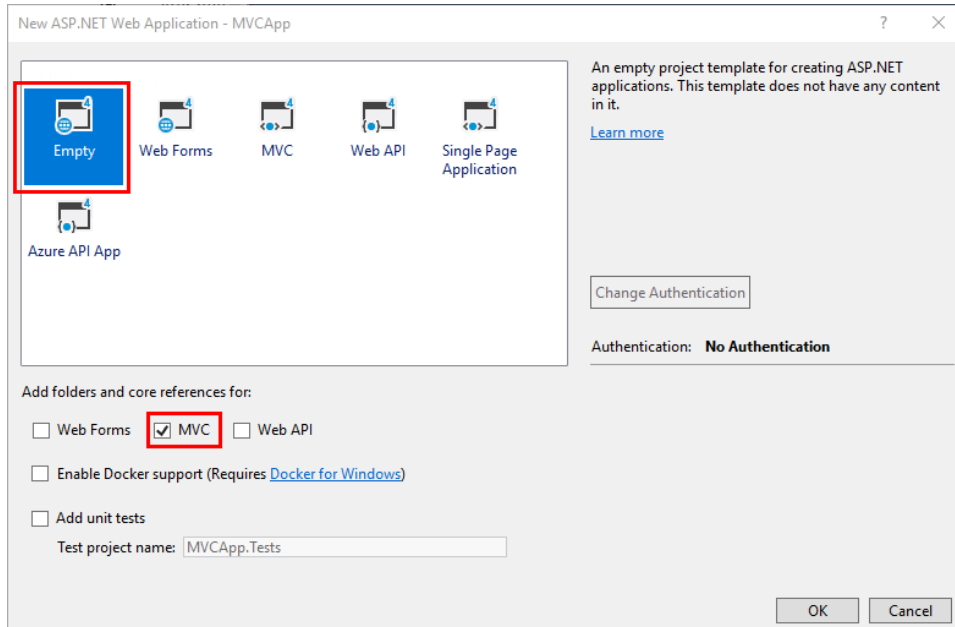 New ASP.NET Web Application - MVCApp
?
Empty
Web Forms
MVC
Web API
Single Page
Application
Azure API App
An empty project template for creating ASP.NET
applications. This template does not have any content
in it.
Learn more
Change Authentication
Authentication: No Authentication
Add folders and core references for:
Web Forms
MVC
Web API
Enable Docker support (Requires Docker for Windows)
Add unit tests
Test project name: MVCApp.Tests
OK
Cancel